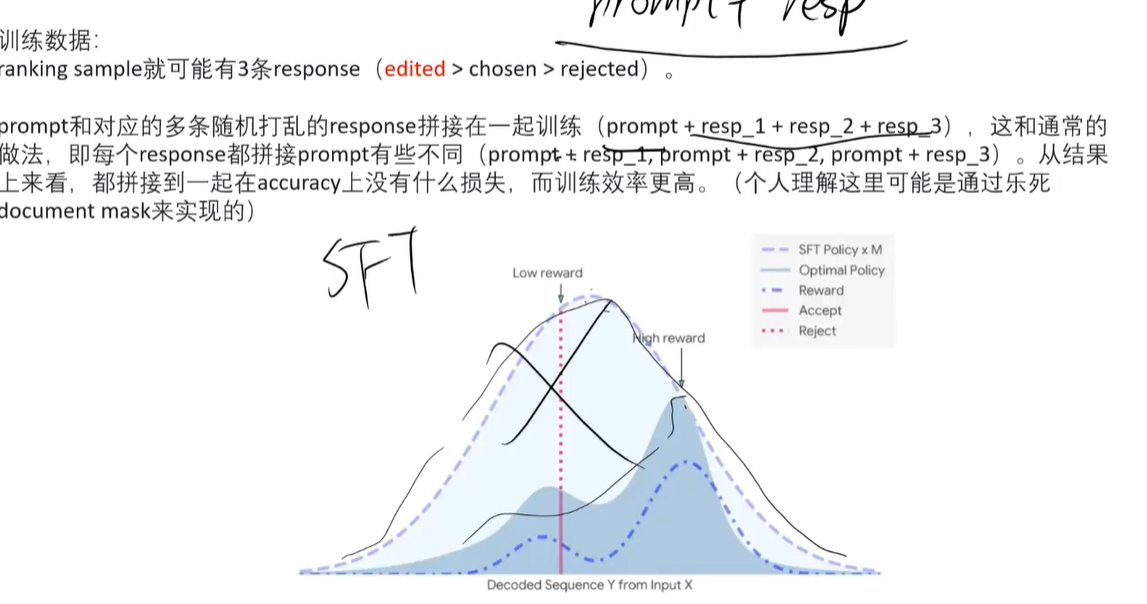 prompt + resp
训练数据:
ranking sample就可能有3条response（edited > chosen > rejected）。
prompt和对应的多条随机打乱的response拼接在一起训练（prompt + resp_1 + resp_2 + resp_3），这和通常的
做法，即每个response都拼接prompt有些不同（prompt + resp_1, prompt + resp_2, prompt + resp_3）。从结果
上来看，都拼接到一起在accuracy上没有什么损失，而训练效率更高。（个人理解这里可能是通过乐死
document mask来实现的）
SFT
SFT Policy x M
Optimal Policy
Reward
Accept
Reject
Low reward
High reward
Decoded Sequence Y from Input X